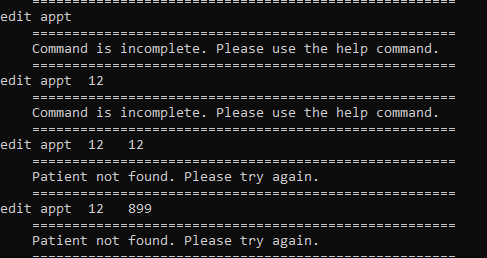 =====================================================
edit appt
=====================================================
Command is incomplete. Please use the help command.
=====================================================
edit appt  12
=====================================================
Command is incomplete. Please use the help command.
=====================================================
edit appt  12   12
=====================================================
Patient not found. Please try again.
=====================================================
edit appt  12   899
=====================================================
Patient not found. Please try again.
=====================================================